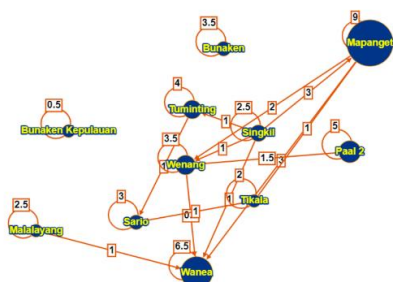 9
Mapanget
3.5
Bunaken
4
Tuminting
2.5
Singkil
1
2
3
0.5
Bunaken Kepulauan
3.5
Wenang
1
1.5
3
1
5
Paal 2
2
3
Sario
1
Tikala
1
2.5
Malalayang
1
6.5
Wanea